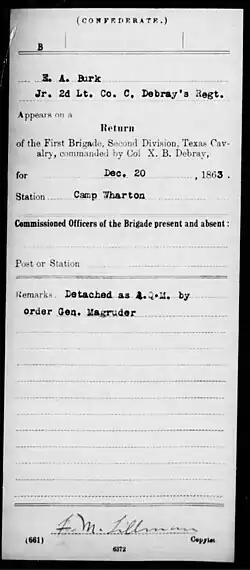 (CONFEDERATE.)
B
E. A. Burk
Jr. 2d Lt. Co. C, Debray's Regt.
Appears on a
Return
of the First Brigade, Second Division, Texas Cav-
alry, commanded by Col X. B. Debray,
for Dec. 20, 1863.
Station Camp Wharton
Commissioned Officers of the Brigade present and absent:
Post or Station
Remarks: Detached as A.Q.M. by
order Gen. Magruder
F. M. Tillman
(661) Copyist
6372